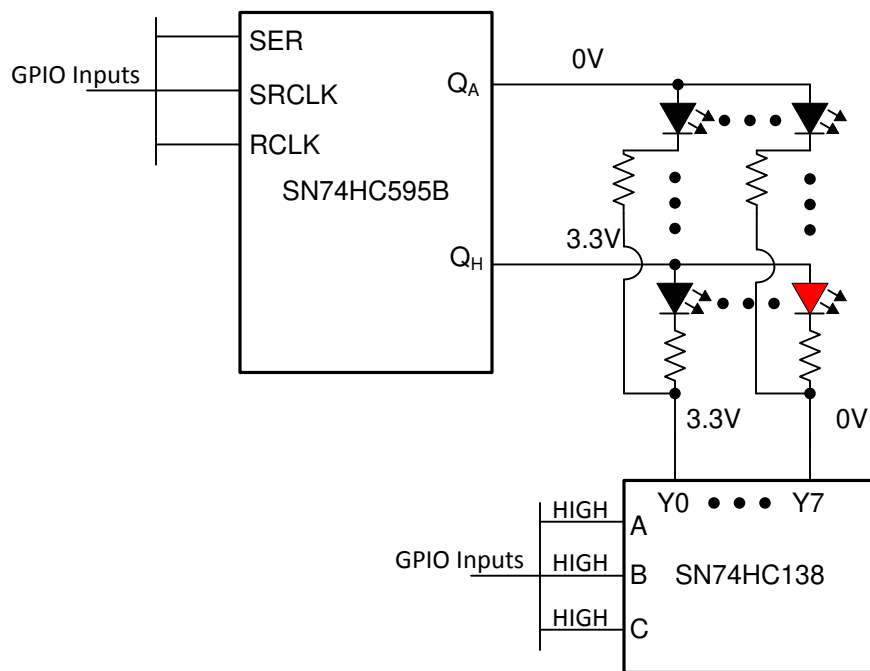 SER
GPIO Inputs
SRCLK
RCLK
SN74HC595B
QA
0V
QH
3.3V
3.3V
0V
Y0
Y7
HIGH
A
GPIO Inputs
HIGH
B
SN74HC138
HIGH
C